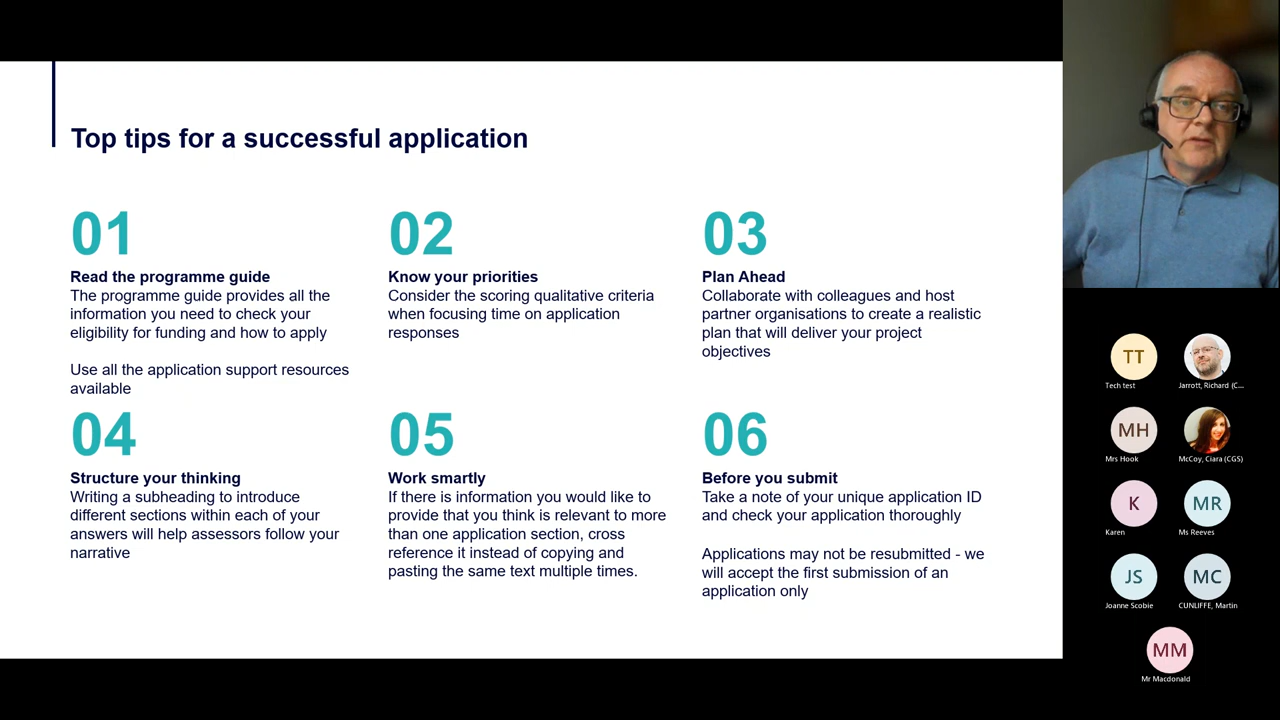 Top tips for a successful application
01
Read the programme guide
The programme guide provides all the
information you need to check your
eligibility for funding and how to apply
Use all the application support resources
available
02
Know your priorities
Consider the scoring qualitative criteria
when focusing time on application
responses
03
Plan Ahead
Collaborate with colleagues and host
partner organisations to create a realistic
plan that will deliver your project
objectives
04
Structure your thinking
Writing a subheading to introduce
different sections within each of your
answers will help assessors follow your
narrative
05
Work smartly
If there is information you would like to
provide that you think is relevant to more
than one application section, cross
reference it instead of copying and
pasting the same text multiple times.
06
Before you submit
Take a note of your unique application ID
and check your application thoroughly
Applications may not be resubmitted - we
will accept the first submission of an
application only
TT
Tech test
Jarrott, Richard (C...
MH
Mrs Hook
McCoy, Ciara (CGS)
K
Karen
MR
Ms Reeves
JS
Joanne Scobie
MC
CUNLIFFE, Martin
MM
Mr Macdonald